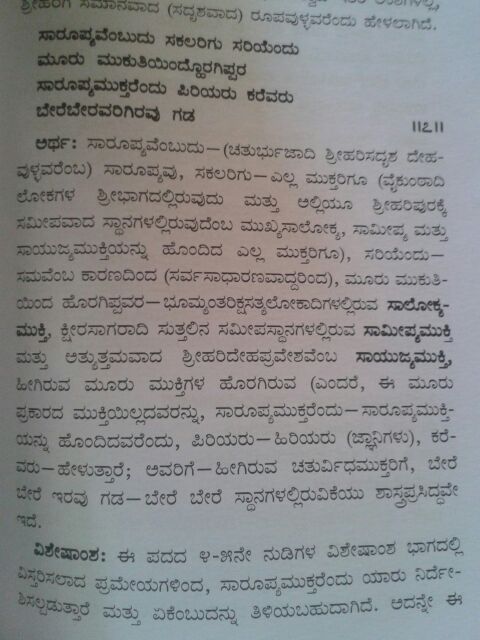 ಶ್ರೀಹರಿಗೆ ಸಮಾನವಾದ (ಸದೃಶವಾದ) ರೂಪವುಳ್ಳವರೆಂದು ಹೇಳಲಾಗಿದೆ.
ಸಾರೂಪ್ಯವೆಂಬುದು ಸಕಲರಿಗು ಸರಿಯೆಂದು
ಮೂರು ಮುಕುತಿಯಿಂದ್ಹೊರಗಿಪ್ಪರ
ಸಾರೂಪ್ಯಮುಕ್ತರೆಂದು ಪಿರಿಯರು ಕರೆವರು
ಬೇರೆಬೇರವರಿಗಿರವು ಗಡ ||೭||
ಅರ್ಥ: ಸಾರೂಪ್ಯವೆಂಬುದು—(ಚತುರ್ಭುಜಾದಿ ಶ್ರೀಹರಿಸದೃಶ ದೇಹ-
ವುಳ್ಳವರೆಂಬ) ಸಾರೂಪ್ಯವು, ಸಕಲರಿಗು—ಎಲ್ಲ ಮುಕ್ತರಿಗೂ (ವೈಕುಂಠಾದಿ
ಲೋಕಗಳ ಶ್ರೀಭಾಗದಲ್ಲಿರುವುದು ಮತ್ತು ಅಲ್ಲಿಯೂ ಶ್ರೀಹರಿಪುರಕ್ಕೆ
ಸಮೀಪವಾದ ಸ್ಥಾನಗಳಲ್ಲಿರುವುದೆಂಬ ಮುಖ್ಯಸಾಲೋಕ್ಯ, ಸಾಮೀಪ್ಯ ಮತ್ತು
ಸಾಯುಜ್ಯಮುಕ್ತಿಯನ್ನು ಹೊಂದಿದ ಎಲ್ಲ ಮುಕ್ತರಿಗೂ), ಸರಿಯೆಂದು—
ಸಮವೆಂಬ ಕಾರಣದಿಂದ (ಸರ್ವಸಾಧಾರಣವಾದ್ದರಿಂದ), ಮೂರು ಮುಕುತಿ-
ಯಿಂದ ಹೊರಗಿಪ್ಪವರ—ಭೂಮ್ಯಂತರಿಕ್ಷಸತ್ಯಲೋಕಾದಿಗಳಲ್ಲಿರುವ ಸಾಲೋಕ್ಯ-
ಮುಕ್ತಿ, ಕ್ಷೀರಸಾಗರಾದಿ ಸುತ್ತಲಿನ ಸಮೀಪಸ್ಥಾನಗಳಲ್ಲಿರುವ ಸಾಮೀಪ್ಯಮುಕ್ತಿ
ಮತ್ತು ಅತ್ಯುತ್ತಮವಾದ ಶ್ರೀಹರಿದೇಹಪ್ರವೇಶವೆಂಬ ಸಾಯುಜ್ಯಮುಕ್ತಿ,
ಹೀಗಿರುವ ಮೂರು ಮುಕ್ತಿಗಳ ಹೊರಗಿರುವ (ಎಂದರೆ, ಈ ಮೂರು
ಪ್ರಕಾರದ ಮುಕ್ತಿಯಿಲ್ಲದವರನ್ನು, ಸಾರೂಪ್ಯಮುಕ್ತರೆಂದು—ಸಾರೂಪ್ಯಮುಕ್ತಿ-
ಯನ್ನು ಹೊಂದಿದವರೆಂದು, ಪಿರಿಯರು—ಹಿರಿಯರು (ಜ್ಞಾನಿಗಳು), ಕರೆ-
ವರು—ಹೇಳುತ್ತಾರೆ; ಅವರಿಗೆ—ಹೀಗಿರುವ ಚತುರ್ವಿಧಮುಕ್ತರಿಗೆ, ಬೇರೆ
ಬೇರೆ ಇರವು ಗಡ—ಬೇರೆ ಬೇರೆ ಸ್ಥಾನಗಳಲ್ಲಿರುವಿಕೆಯು ಶಾಸ್ತ್ರಪ್ರಸಿದ್ಧವೇ
ಇದೆ.
ವಿಶೇಷಾಂಶ: ಈ ಪದದ ೪-೫ನೇ ನುಡಿಗಳ ವಿಶೇಷಾಂಶ ಭಾಗದಲ್ಲಿ
ವಿಸ್ತರಿಸಲಾದ ಪ್ರಮೇಯಗಳಿಂದ, ಸಾರೂಪ್ಯಮುಕ್ತರೆಂದು ಯಾರು ನಿರ್ದೇ-
ಶಿಸಲ್ಪಡುತ್ತಾರೆ ಮತ್ತು ಏಕೆಂಬುದನ್ನು ತಿಳಿಯಬಹುದಾಗಿದೆ. ಅದನ್ನೇ ಈ